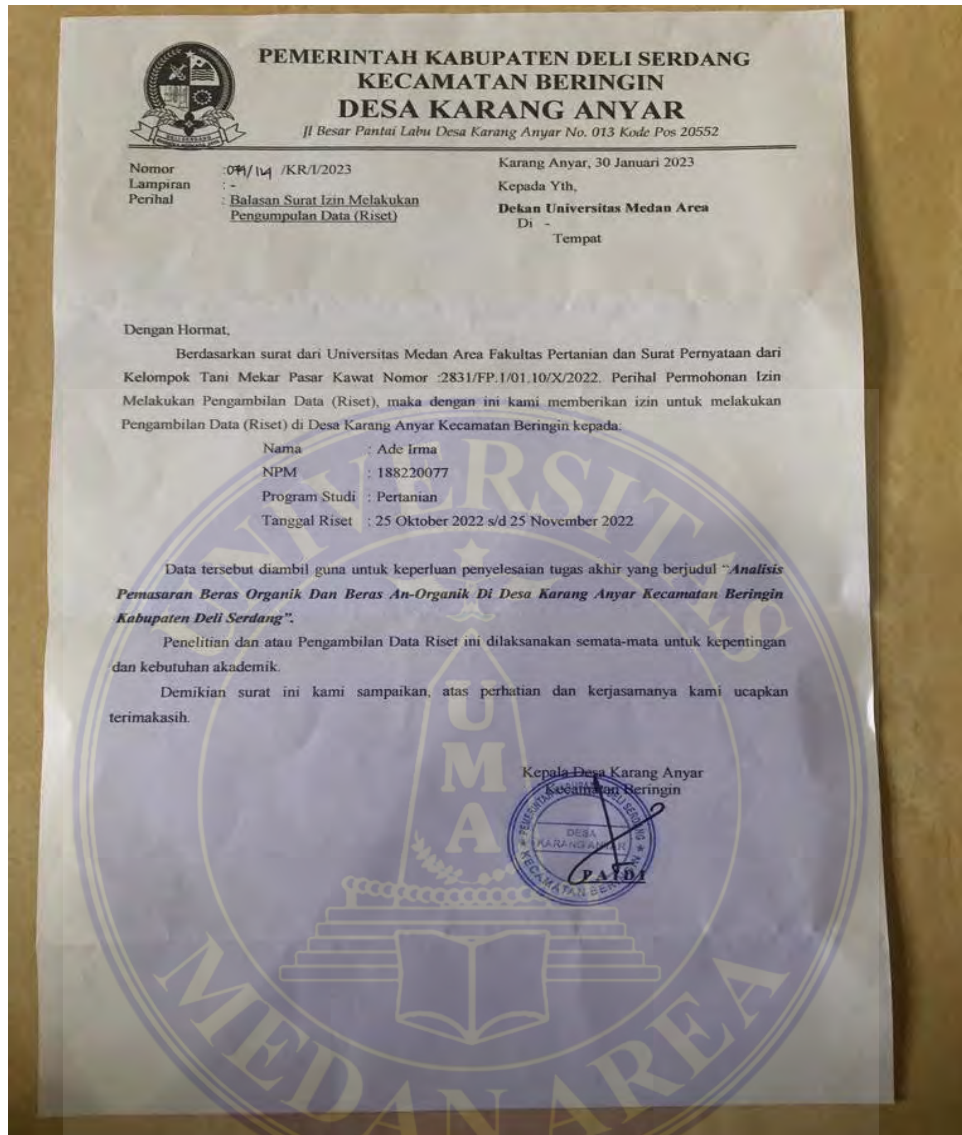 PEMERINTAH KABUPATEN DELI SERDANG
KECAMATAN BERINGIN
DESA KARANG ANYAR
Jl Besar Pantai Labu Desa Karang Anyar No. 013 Kode Pos 20552
Nomor : /KR/I/2023
Lampiran : -
Perihal : Balasan Surat Izin Melakukan
Pengumpulan Data (Riset)
Karang Anyar, 30 Januari 2023
Kepada Yth,
Dekan Universitas Medan Area
Di -
Tempat
Dengan Hormat,
Berdasarkan surat dari Universitas Medan Area Fakultas Pertanian dan Surat Pernyataan dari
Kelompok Tani Mekar Pasar Kawat Nomor :2831/FP.1/01.10/X/2022. Perihal Permohonan Izin
Melakukan Pengambilan Data (Riset), maka dengan ini kami memberikan izin untuk melakukan
Pengambilan Data (Riset) di Desa Karang Anyar Kecamatan Beringin kepada:
Nama : Ade Irma
NPM : 188220077
Program Studi : Pertanian
Tanggal Riset : 25 Oktober 2022 s/d 25 November 2022
Data tersebut diambil guna untuk keperluan penyelesaian tugas akhir yang berjudul "Analisis
Pemasaran Beras Organik Dan Beras An-Organik Di Desa Karang Anyar Kecamatan Beringin
Kabupaten Deli Serdang".
Penelitian dan atau Pengambilan Data Riset ini dilaksanakan semata-mata untuk kepentingan
dan kebutuhan akademik.
Demikian surat ini kami sampaikan, atas perhatian dan kerjasamanya kami ucapkan
terimakasih.
Kepala Desa Karang Anyar
Kecamatan Beringin
PEMERINTAH KABUPATEN DELI SERDANG
DESA
KARANG ANYAR
KECAMATAN BERINGIN
UNIVERSITAS
UMA
MEDAN AREA